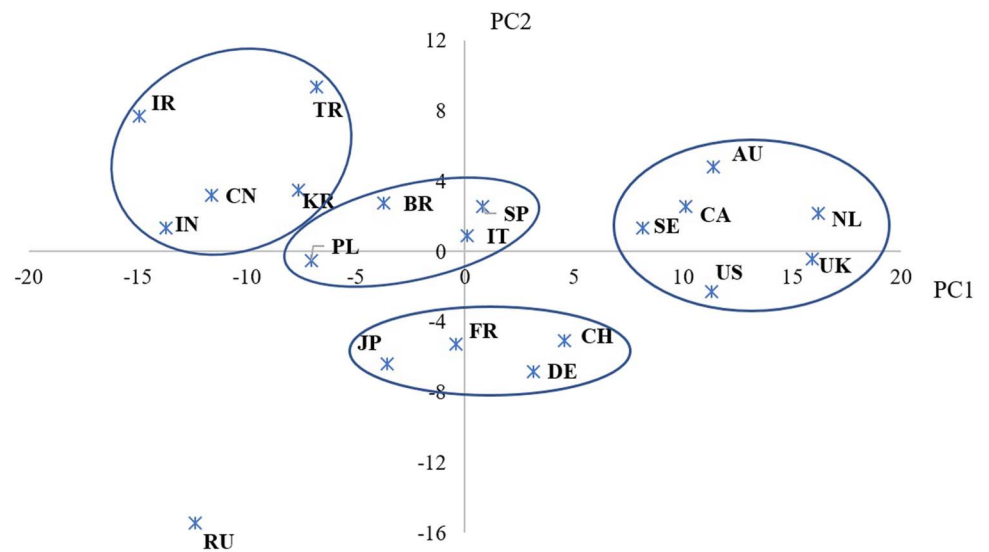 PC2
12
IR
TR
8
AU
4
CN
KR
BR
SP
SE
CA
NL
IN
IT
PL
0
UK
-20
-15
-10
-5
0
5
10
15
20
US
PC1
-4
JP
FR
CH
DE
-8
-12
-16
RU